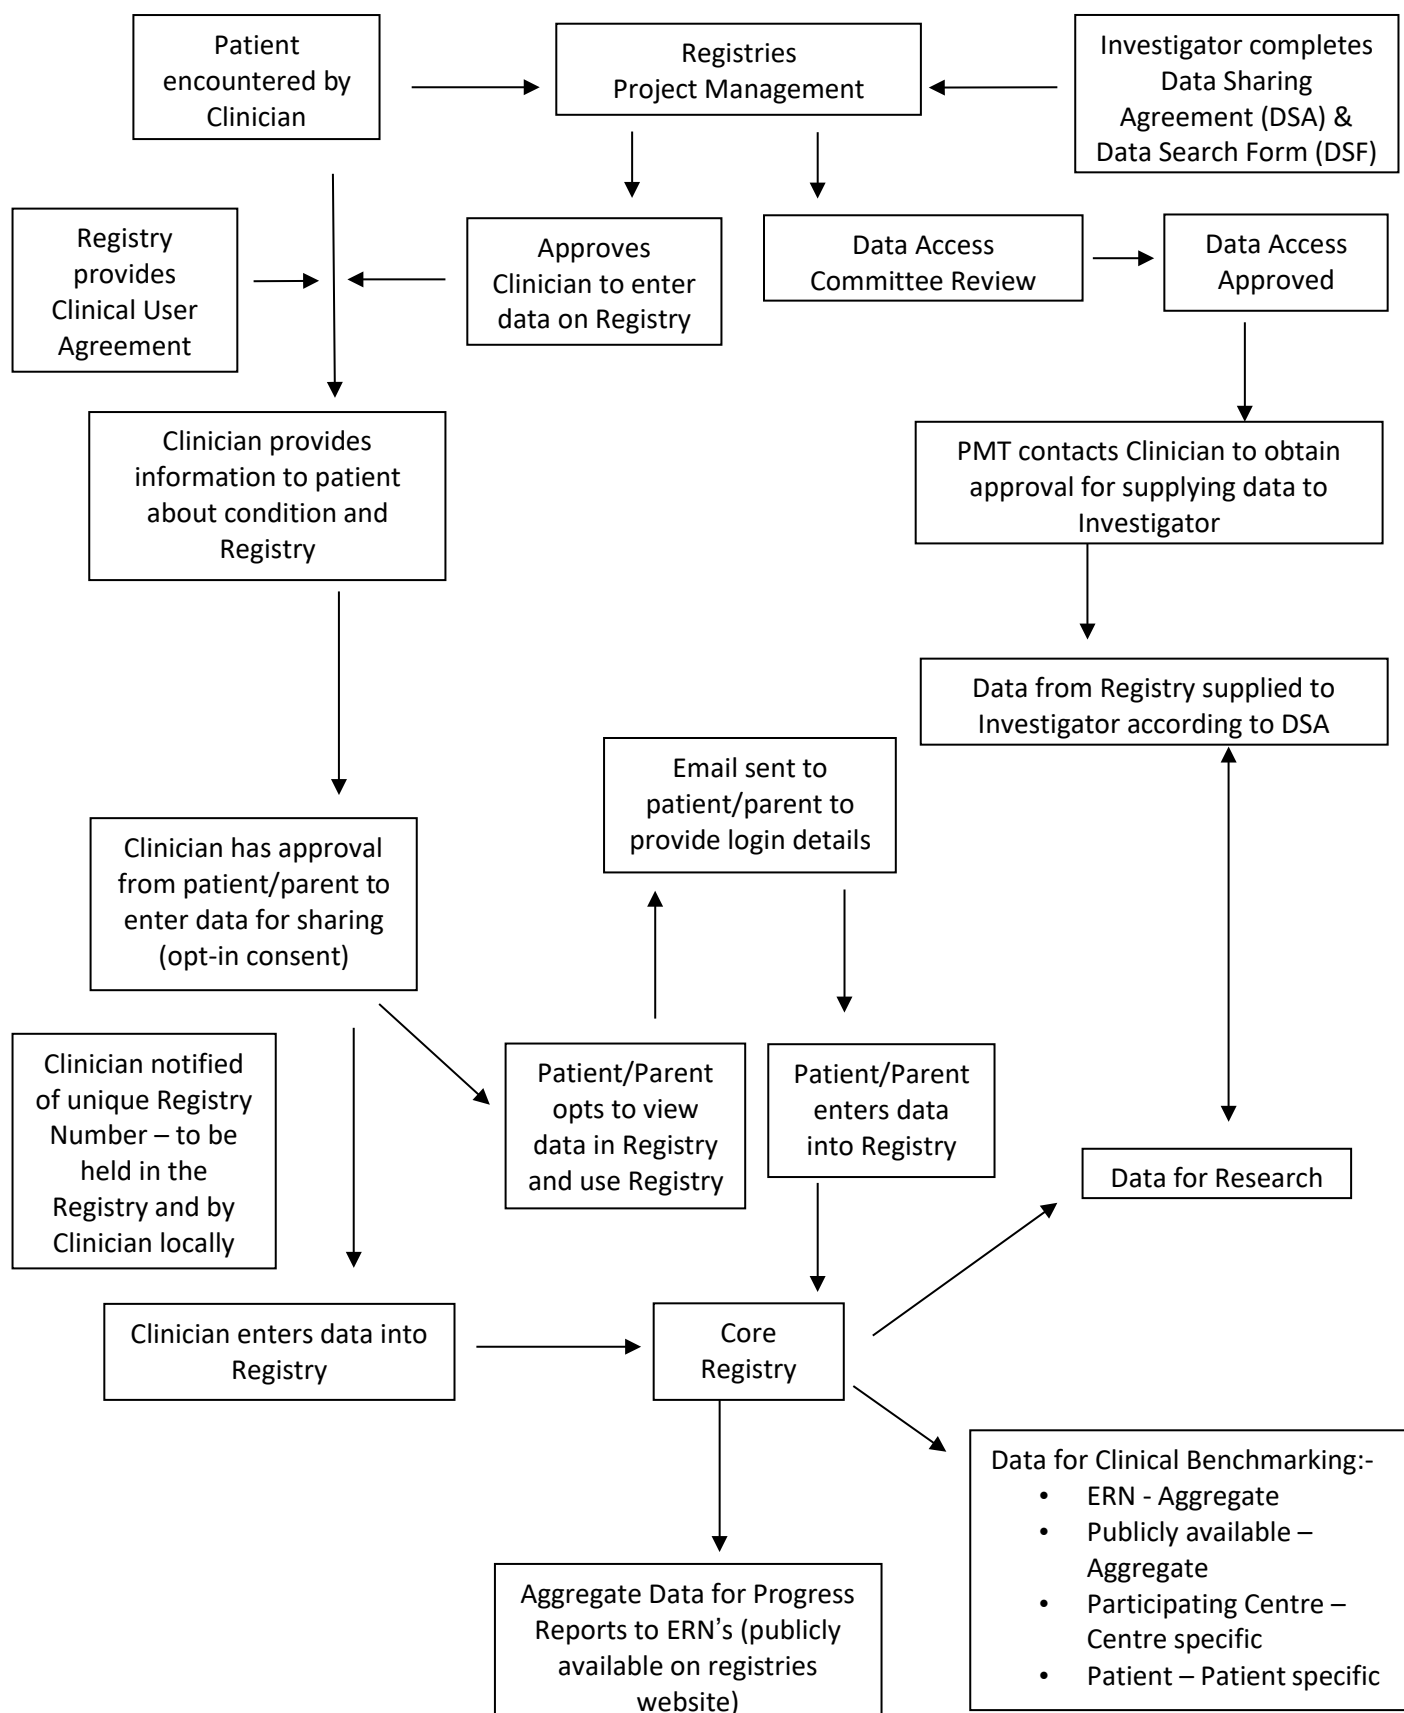 Patient
encountered by
Clinician
Registries
Project Management
Investigator completes
Data Sharing
Agreement (DSA) &
Data Search Form (DSF)
Registry
provides
Clinical User
Agreement
Approves
Clinician to enter
data on Registry
Data Access
Committee Review
Data Access
Approved
Clinician provides
information to patient
about condition and
Registry
PMT contacts Clinician to obtain
approval for supplying data to
Investigator
Data from Registry supplied to
Investigator according to DSA
Email sent to
patient/parent to
provide login details
Clinician has approval
from patient/parent to
enter data for sharing
(opt-in consent)
Clinician notified
of unique Registry
Number – to be
held in the
Registry and by
Clinician locally
Patient/Parent
opts to view
data in Registry
and use Registry
Patient/Parent
enters data
into Registry
Data for Research
Clinician enters data into
Registry
Core
Registry
Data for Clinical Benchmarking:-
• ERN - Aggregate
• Publicly available –
Aggregate
• Participating Centre –
Centre specific
• Patient – Patient specific
Aggregate Data for Progress
Reports to ERN’s (publicly
available on registries
website)